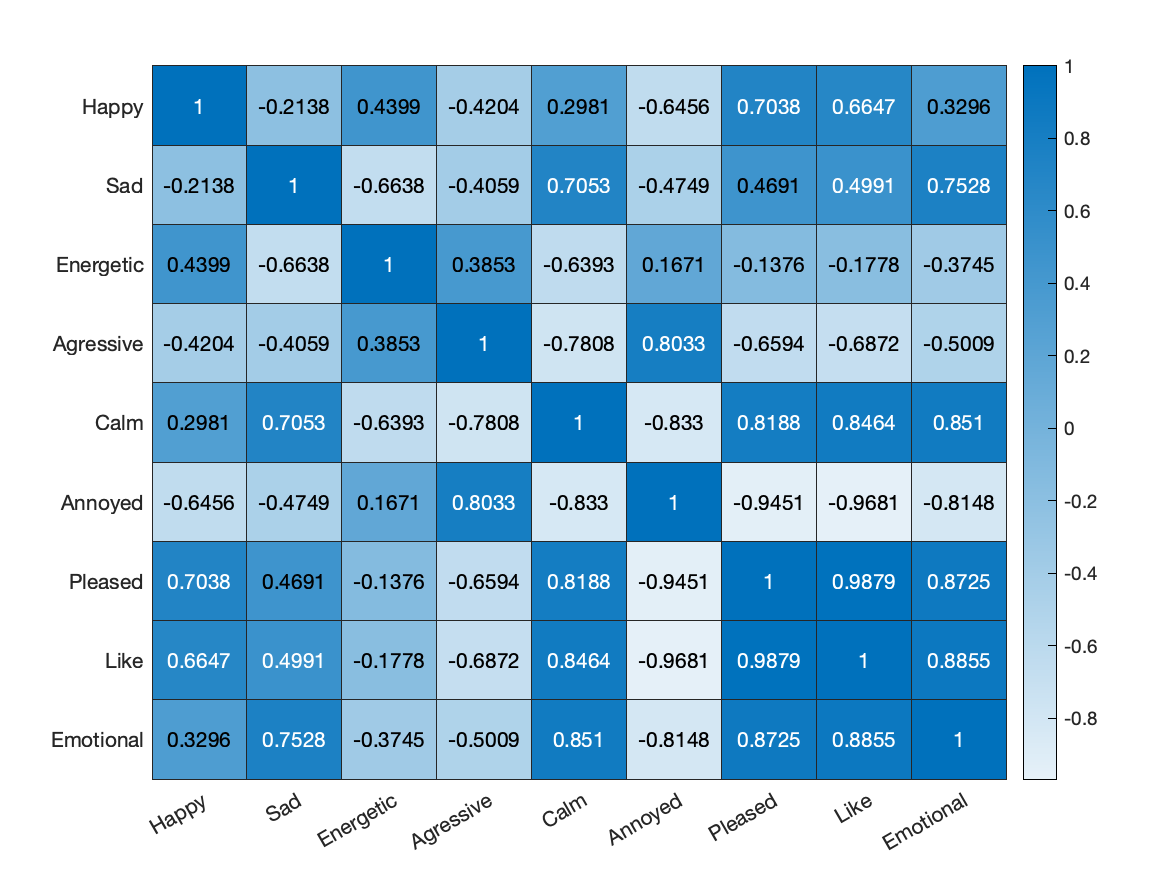 Happy 1 -0.2138 0.4399 -0.4204 0.2981 -0.6456 0.7038 0.6647 0.3296
Sad -0.2138 1 -0.6638 -0.4059 0.7053 -0.4749 0.4691 0.4991 0.7528
Energetic 0.4399 -0.6638 1 0.3853 -0.6393 0.1671 -0.1376 -0.1778 -0.3745
Agressive -0.4204 -0.4059 0.3853 1 -0.7808 0.8033 -0.6594 -0.6872 -0.5009
Calm 0.2981 0.7053 -0.6393 -0.7808 1 -0.833 0.8188 0.8464 0.851
Annoyed -0.6456 -0.4749 0.1671 0.8033 -0.833 1 -0.9451 -0.9681 -0.8148
Pleased 0.7038 0.4691 -0.1376 -0.6594 0.8188 -0.9451 1 0.9879 0.8725
Like 0.6647 0.4991 -0.1778 -0.6872 0.8464 -0.9681 0.9879 1 0.8855
Emotional 0.3296 0.7528 -0.3745 -0.5009 0.851 -0.8148 0.8725 0.8855 1
Happy Sad Energetic Agressive Calm Annoyed Pleased Like Emotional
1
0.8
0.6
0.4
0.2
0
-0.2
-0.4
-0.6
-0.8